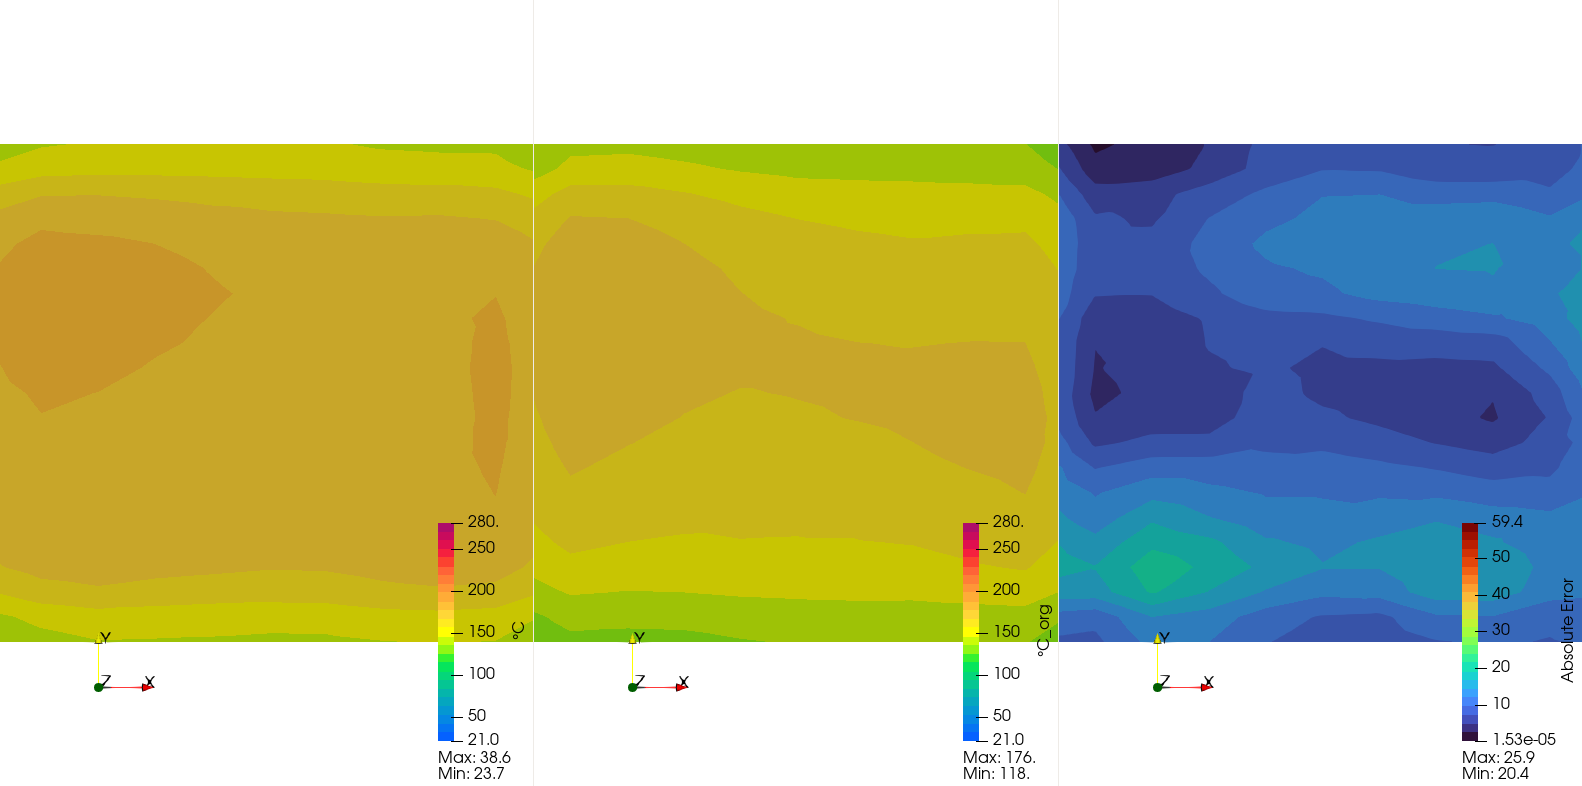 280.
250
200
150
100
50
21.0
°C
Max: 38.6
Min: 23.7
Y
Z
X
280.
250
200
150
100
50
21.0
°C_org
Max: 176.
Min: 118.
Y
Z
X
59.4
50
40
30
20
10
1.53e-05
Absolute Error
Max: 25.9
Min: 20.4
Y
Z
X